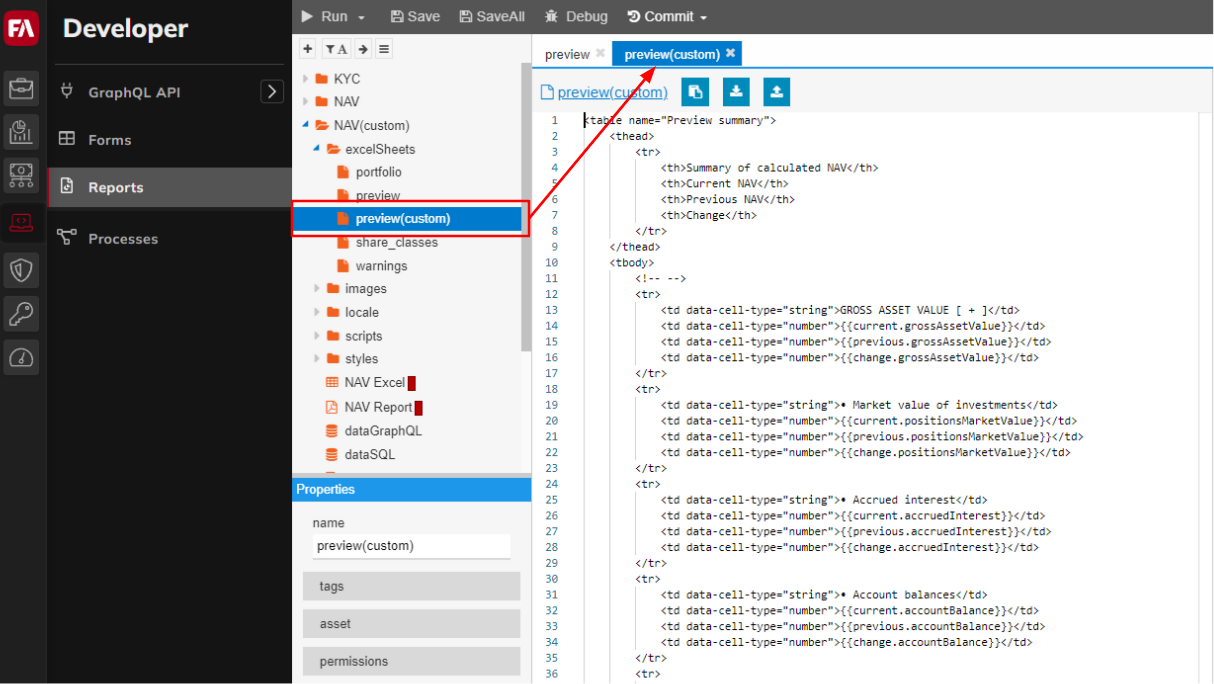 FA
Developer
GraphQL API
Forms
Reports
Processes
Run
Save
SaveAll
Debug
Commit
A
KYC
NAV
NAV(custom)
excelSheets
portfolio
preview
preview(custom)
share_classes
warnings
images
locale
scripts
styles
NAV Excel
NAV Report
dataGraphQL
dataSQL
Properties
name
preview(custom)
tags
asset
permissions
preview
preview(custom)
preview(custom)
1 <table name="Preview summary">
2 <thead>
3 <tr>
4 <th>Summary of calculated NAV</th>
5 <th>Current NAV</th>
6 <th>Previous NAV</th>
7 <th>Change</th>
8 </tr>
9 </thead>
10 <tbody>
11 <!-- -->
12 <tr>
13 <td data-cell-type="string">GROSS ASSET VALUE [ + ]</td>
14 <td data-cell-type="number">{{current.grossAssetValue}}</td>
15 <td data-cell-type="number">{{previous.grossAssetValue}}</td>
16 <td data-cell-type="number">{{change.grossAssetValue}}</td>
17 </tr>
18 <tr>
19 <td data-cell-type="string">• Market value of investments</td>
20 <td data-cell-type="number">{{current.positionsMarketValue}}</td>
21 <td data-cell-type="number">{{previous.positionsMarketValue}}</td>
22 <td data-cell-type="number">{{change.positionsMarketValue}}</td>
23 </tr>
24 <tr>
25 <td data-cell-type="string">• Accrued interest</td>
26 <td data-cell-type="number">{{current.accruedInterest}}</td>
27 <td data-cell-type="number">{{previous.accruedInterest}}</td>
28 <td data-cell-type="number">{{change.accruedInterest}}</td>
29 </tr>
30 <tr>
31 <td data-cell-type="string">• Account balances</td>
32 <td data-cell-type="number">{{current.accountBalance}}</td>
33 <td data-cell-type="number">{{previous.accountBalance}}</td>
34 <td data-cell-type="number">{{change.accountBalance}}</td>
35 </tr>
36 <tr>